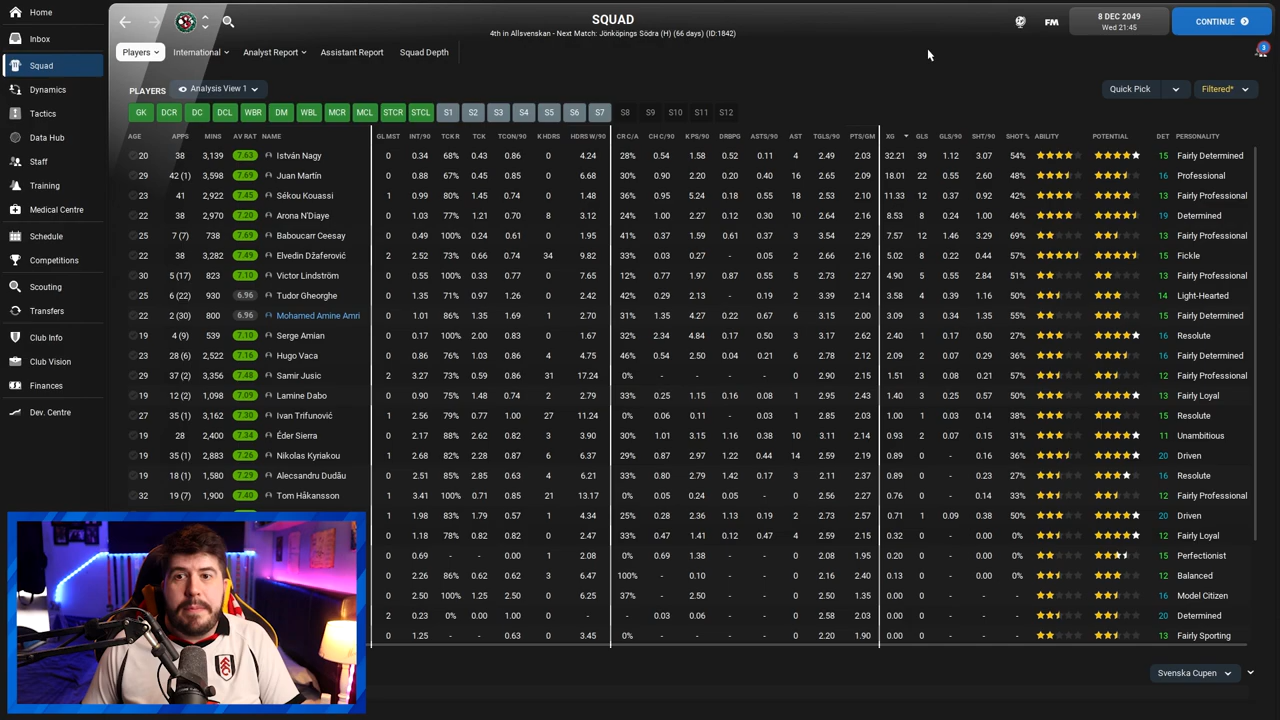 Home
Inbox
Squad
Dynamics
Tactics
Data Hub
Staff
Training
Medical Centre
Schedule
Competitions
Scouting
Transfers
Club Info
Club Vision
Finances
Dev. Centre
SQUAD
4th in Allsvenskan - Next Match: Jönköpings Södra (H) (66 days) (ID:1842)
FM
8 DEC 2049
Wed 21:45
CONTINUE
3
Players International Analyst Report Assistant Report Squad Depth
PLAYERS Analysis View 1 Quick Pick Filtered*
GK DCR DC DCL WBR DM WBL MCR MCL STCR STCL S1 S2 S3 S4 S5 S6 S7 S8 S9 S10 S11 S12
AGE APPS MINS AV RAT NAME GL MST INT/90 TCK R TCK TCON/90 K HDRS HDRS W/90 CR C/A CH C/90 K PS/90 DRBPG ASTS/90 AST TGLS/90 PTS/GM XG GLS GLS/90 SHT/90 SHOT % ABILITY POTENTIAL DET PERSONALITY
20 38 3,139 7.63 István Nagy 0 0.34 68% 0.43 0.86 0 4.24 28% 0.54 1.58 0.52 0.11 4 2.49 2.03 32.21 39 1.12 3.07 54% 15 Fairly Determined
29 42 (1) 3,598 7.69 Juan Martín 0 0.88 67% 0.45 0.85 0 6.68 30% 0.90 2.20 0.20 0.40 16 2.65 2.09 18.01 22 0.55 2.60 48% 16 Professional
23 41 2,922 7.45 Sékou Kouassi 1 0.99 80% 1.45 0.74 0 1.48 36% 0.95 5.24 0.55 0.55 18 2.53 2.10 11.33 12 0.37 0.92 42% 13 Fairly Professional
22 38 2,970 7.20 Arona N'Diaye 0 1.03 77% 1.21 0.70 8 3.12 24% 1.00 2.27 0.12 0.30 10 2.64 2.16 8.53 8 0.24 1.00 46% 19 Determined
25 7 (7) 738 7.69 Baboucarr Ceesay 1 0.49 100% 0.24 0.61 0 1.95 41% 0.37 1.59 0.61 0.37 3 3.54 2.29 7.57 12 1.46 3.29 69% 13 Fairly Professional
22 38 3,282 7.49 Elvedin Džaferović 2 2.52 73% 0.66 0.74 34 9.82 33% 0.03 0.27 - 0.05 2 2.66 2.16 5.02 8 0.22 0.44 57% 15 Fickle
30 5 (17) 823 7.10 Victor Lindström 0 0.55 100% 0.33 0.77 0 7.65 12% 0.77 1.97 0.87 0.55 5 2.73 2.27 4.90 5 0.55 2.84 51% 13 Fairly Professional
25 6 (22) 930 6.96 Tudor Gheorghe 0 1.35 71% 0.97 1.26 0 2.42 42% 0.29 2.13 - 0.19 2 3.39 2.14 3.58 4 0.39 1.16 50% 14 Light-Hearted
22 2 (30) 800 6.96 Mohamed Amine Amri 0 1.01 86% 1.35 1.69 1 2.70 31% 1.35 4.27 0.22 0.67 6 3.15 2.00 3.09 3 0.34 1.35 55% 15 Fairly Determined
19 4 (9) 539 7.10 Serge Amian 0 0.17 100% 2.00 0.83 0 1.67 32% 2.34 4.84 0.17 0.50 3 3.17 2.62 2.40 1 0.17 0.50 27% 16 Resolute
23 28 (6) 2,522 7.16 Hugo Vaca 0 0.86 76% 1.03 0.86 4 4.75 46% 0.54 2.50 0.04 0.21 6 2.78 2.12 2.09 2 0.07 0.29 36% 16 Fairly Determined
29 37 (2) 3,356 7.48 Samir Jusic 2 3.27 73% 0.59 0.86 31 17.24 0% - - - - 0 2.90 2.15 1.51 3 0.08 0.21 57% 12 Fairly Professional
19 12 (2) 1,098 7.09 Lamine Dabo 0 0.90 75% 1.48 0.74 2 2.79 33% 0.25 1.15 0.16 0.08 1 2.95 2.43 1.40 3 0.25 0.57 50% 13 Fairly Loyal
27 35 (1) 3,162 7.30 Ivan Trifunović 1 2.56 79% 0.77 1.00 27 11.24 0% 0.06 0.11 - 0.03 1 2.85 2.03 1.00 1 0.03 0.14 38% 15 Resolute
19 28 2,400 7.34 Éder Sierra 0 2.17 88% 2.62 0.82 3 3.90 30% 1.01 3.15 1.16 0.38 10 3.11 2.14 0.93 2 0.07 0.15 31% 11 Unambitious
19 35 (1) 2,883 7.26 Nikolas Kyriakou 1 2.68 82% 2.28 0.87 6 6.37 29% 0.87 2.97 1.22 0.44 14 2.59 2.19 0.89 0 - 0.16 36% 20 Driven
19 18 (1) 1,580 7.29 Alecsandru Dudău 0 2.51 85% 2.85 0.63 4 6.21 33% 0.80 2.79 1.42 0.17 3 2.11 2.37 0.89 0 - 0.23 27% 16 Resolute
32 19 (7) 1,900 7.40 Tom Håkansson 1 3.41 100% 0.71 0.85 21 13.17 0% 0.05 0.24 0.05 - 0 2.56 2.27 0.76 0 - 0.14 33% 12 Fairly Professional
1 1.98 83% 1.79 0.57 1 4.34 25% 0.28 2.36 1.13 0.19 2 2.73 2.57 0.71 1 0.09 0.38 50% 20 Driven
0 1.18 78% 0.82 0.82 0 2.47 36% 0.47 1.41 0.12 0.47 4 2.59 2.15 0.32 0 - 0.00 0% 12 Fairly Loyal
0 0.69 - - 0.00 1 2.08 0% 0.69 1.38 - - 0 2.08 1.95 0.20 0 - 0.00 0% 15 Perfectionist
0 2.26 86% 0.62 0.62 3 6.47 100% - 0.10 - - 0 2.16 2.40 0.13 0 - 0.00 0% 12 Balanced
0 2.50 100% 1.25 2.50 0 6.25 37% - 2.50 - - 0 2.50 1.35 0.00 0 - - - 16 Model Citizen
2 0.23 0% 0.00 1.00 0 - - 0.03 0.06 - - 0 2.58 2.03 0.00 0 - - - 20 Determined
0 1.25 - - 0.63 0 3.45 0% - - - - 0 2.20 1.90 0.00 0 - - - 13 Fairly Sporting
Svenska Cupen